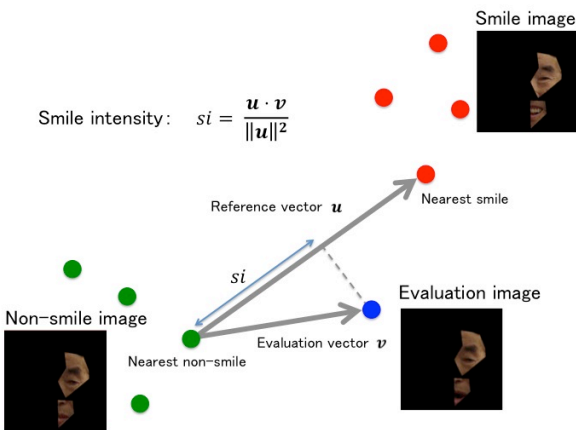 Smile image
Smile intensity: si = u · v / ‖u‖²
Reference vector u
Nearest smile
si
Evaluation image
Non-smile image
Nearest non-smile
Evaluation vector v